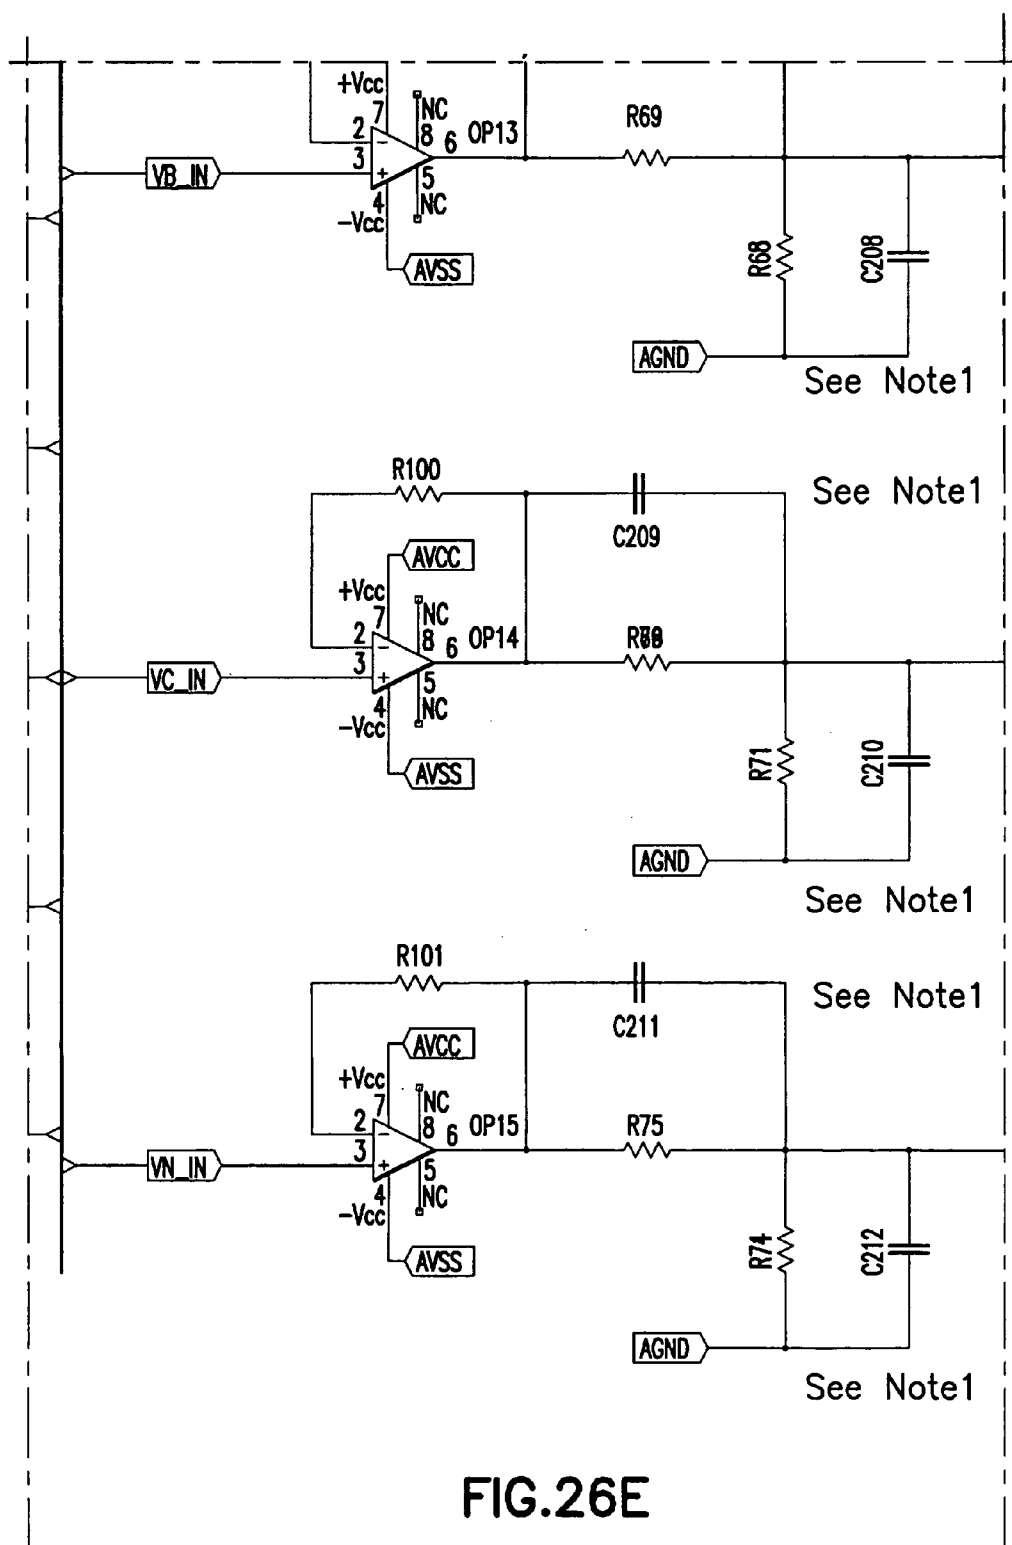 +Vcc
7
NC
2
8
6
OP13
R69
3
VB_IN
5
4
NC
-Vcc
AVSS
R68
C208
AGND
See Note1
R100
See Note1
C209
AVCC
+Vcc
7
NC
2
8
6
OP14
3
VC_IN
5
4
NC
-Vcc
AVSS
R71
C210
AGND
See Note1
R101
See Note1
C211
AVCC
+Vcc
7
NC
2
8
6
OP15
R75
3
VN_IN
5
4
NC
-Vcc
AVSS
R74
C212
AGND
See Note1
FIG.26E